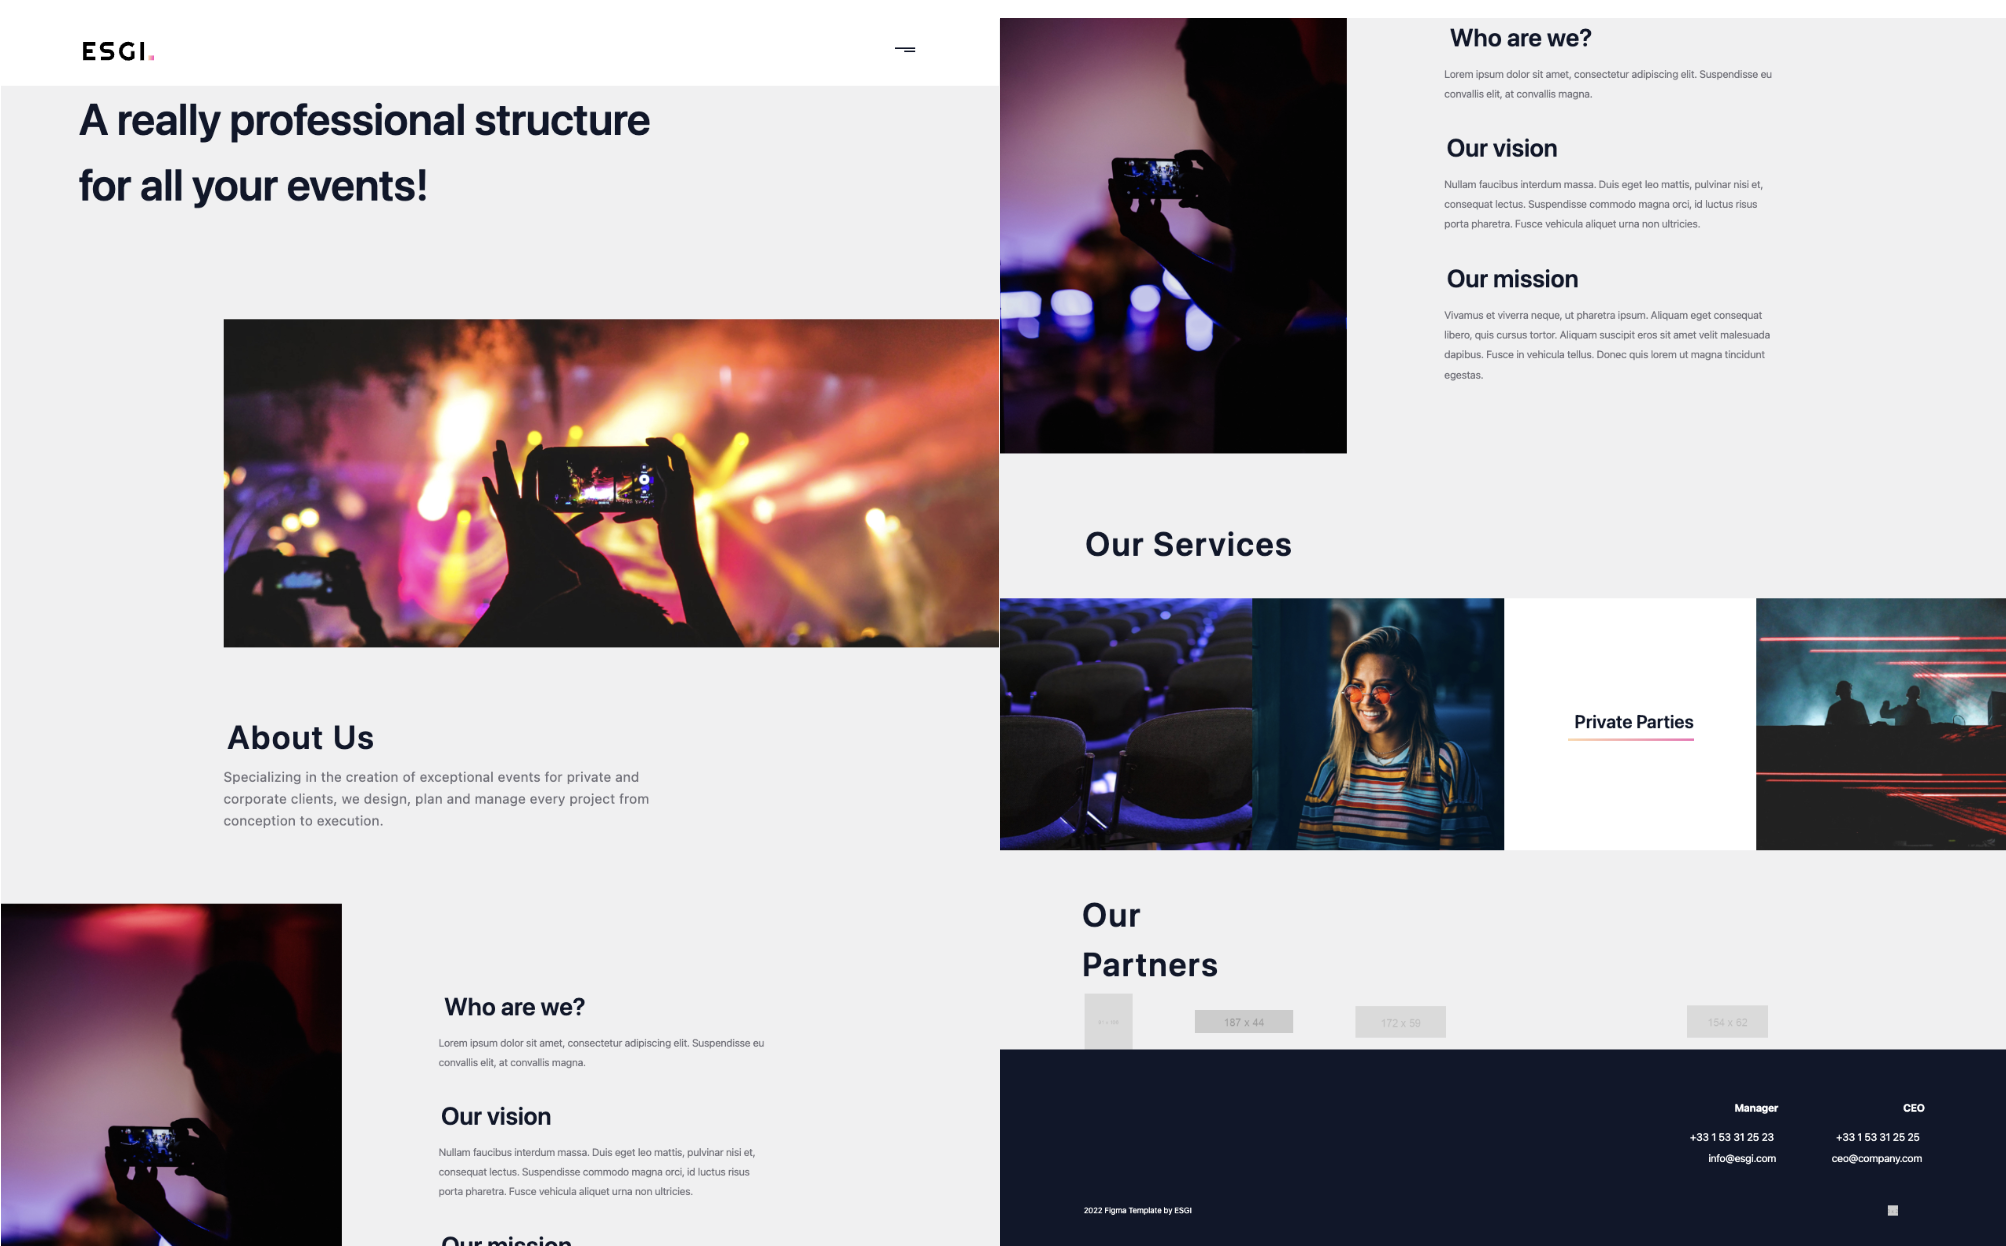 ESGI.
A really professional structure
for all your events!
About Us
Specializing in the creation of exceptional events for private and
corporate clients, we design, plan and manage every project from
conception to execution.
Who are we?
Lorem ipsum dolor sit amet, consectetur adipiscing elit. Suspendisse eu
convallis elit, at convallis magna.
Our vision
Nullam faucibus interdum massa. Duis eget leo mattis, pulvinar nisi et,
consequat lectus. Suspendisse commodo magna orci, id luctus risus
porta pharetra. Fusce vehicula aliquet urna non ultricies.
Our mission
Who are we?
Lorem ipsum dolor sit amet, consectetur adipiscing elit. Suspendisse eu
convallis elit, at convallis magna.
Our vision
Nullam faucibus interdum massa. Duis eget leo mattis, pulvinar nisi et,
consequat lectus. Suspendisse commodo magna orci, id luctus risus
porta pharetra. Fusce vehicula aliquet urna non ultricies.
Our mission
Vivamus et viverra neque, ut pharetra ipsum. Aliquam eget consequat
libero, quis cursus tortor. Aliquam suscipit eros sit amet velit malesuada
dapibus. Fusce in vehicula tellus. Donec quis lorem ut magna tincidunt
egestas.
Our Services
Private Parties
Our
Partners
187 x 44
172 x 59
154 x 62
Manager
+33 1 53 31 25 23
info@esgi.com
CEO
+33 1 53 31 25 25
ceo@company.com
2022 Figma Template by ESGI